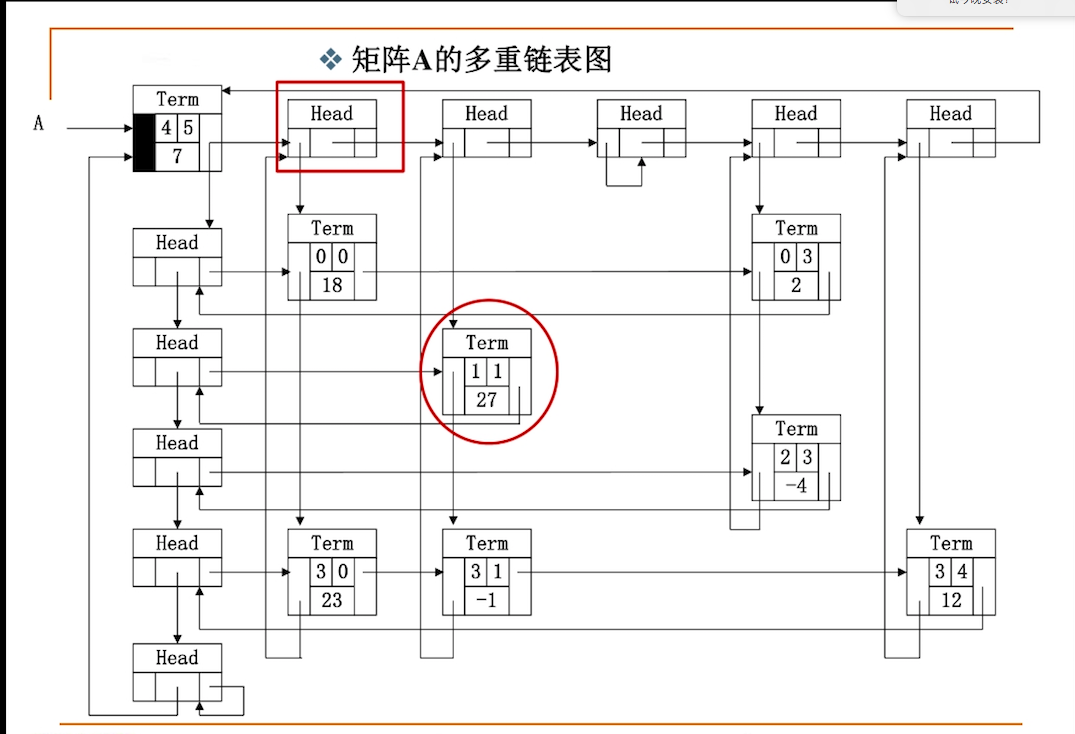 矩阵A的多重链表图
A
Term
4 5
7
Head
Head
Head
Head
Head
Head
Term
0 0
18
Term
0 3
2
Head
Term
1 1
27
Head
Term
2 3
-4
Head
Term
3 0
23
Term
3 1
-1
Term
3 4
12
Head